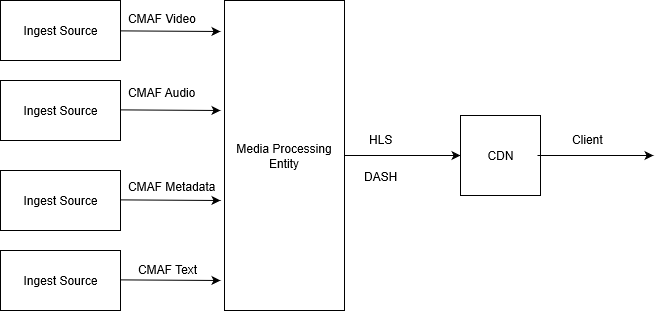 Ingest Source
CMAF Video
Ingest Source
CMAF Audio
Ingest Source
CMAF Metadata
Ingest Source
CMAF Text
Media Processing
Entity
HLS
DASH
CDN
Client